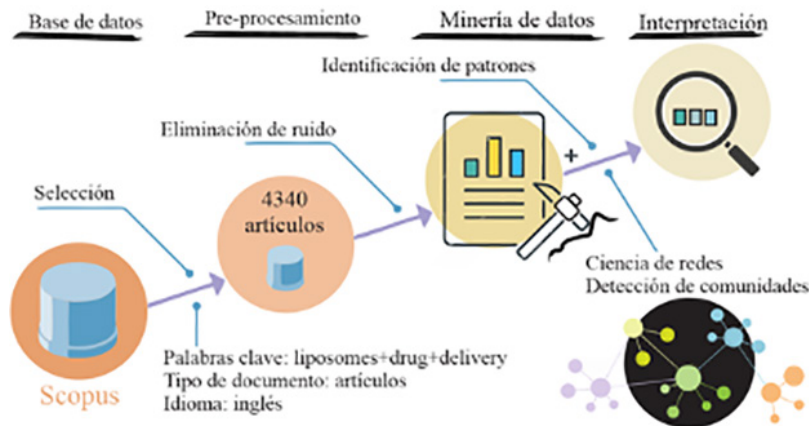 Base de datos
Pre-procesamiento
Minería de datos
Interpretación
Identificación de patrones
Eliminación de ruido
Selección
4340
artículos
+
Ciencia de redes
Detección de comunidades
Palabras clave: liposomes+drug+delivery
Tipo de documento: artículos
Idioma: inglés
Scopus